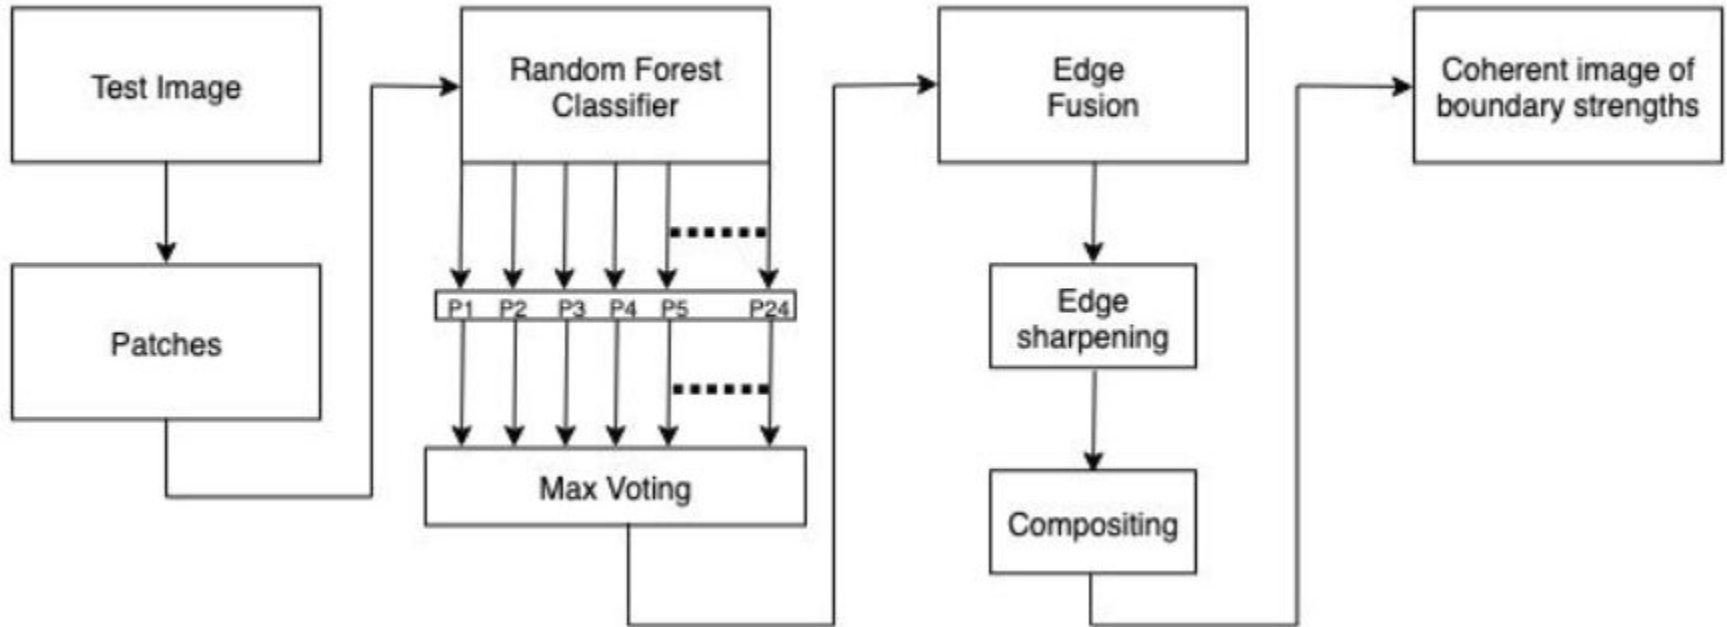 Test Image
Patches
Random Forest
Classifier
P1 P2 P3 P4 P5 P24
Max Voting
Edge
Fusion
Edge
sharpening
Compositing
Coherent image of
boundary strengths